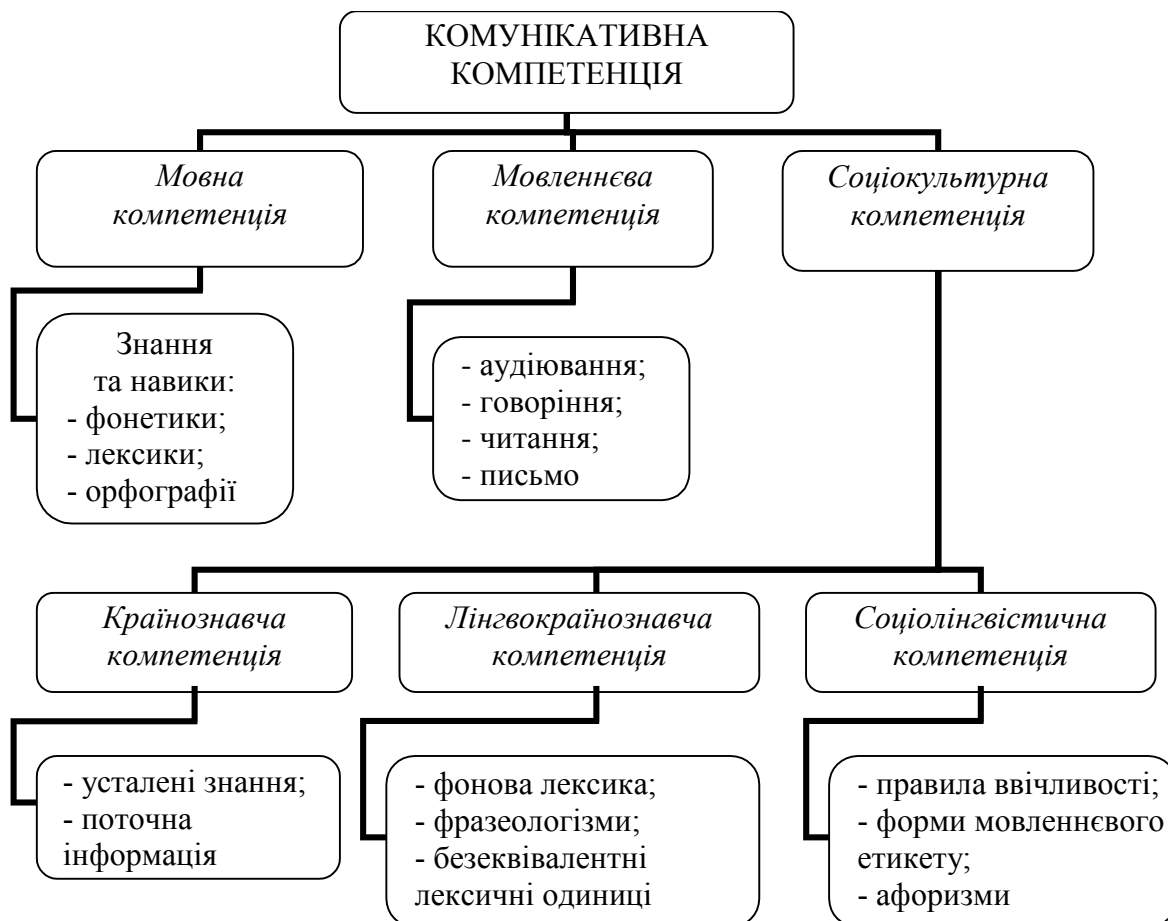 КОМУНІКАТИВНА
КОМПЕТЕНЦІЯ
Мовна
компетенція
Мовленнєва
компетенція
Соціокультурна
компетенція
Знання
та навики:
- фонетики;
- лексики;
- орфографії
- аудіювання;
- говоріння;
- читання;
- письмо
Країнознавча
компетенція
Лінгвокраїнознавча
компетенція
Соціолінгвістична
компетенція
- усталені знання;
- поточна
інформація
- фонова лексика;
- фразеологізми;
- безеквівалентні
лексичні одиниці
- правила ввічливості;
- форми мовленнєвого
етикету;
- афоризми